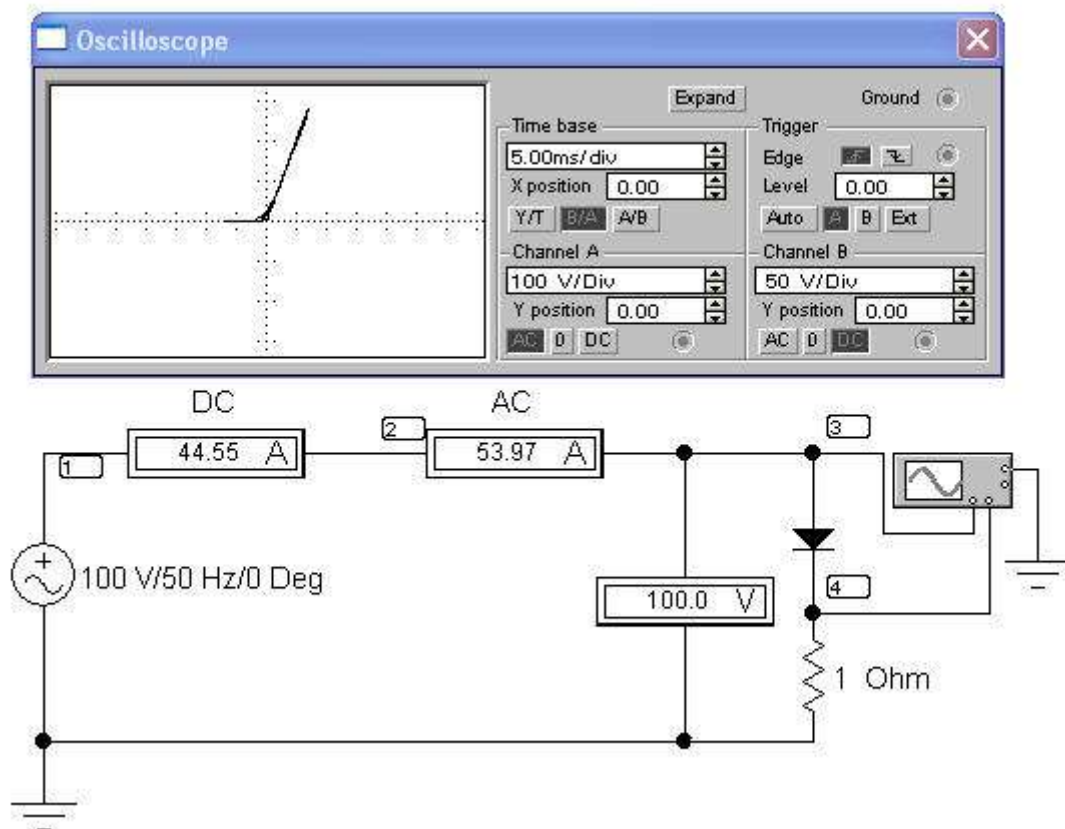 Oscilloscope
Expand
Ground
Time base
Trigger
5.00ms/div
Edge
X position 0.00
Level 0.00
Y/T B/A A/B
Auto A B Ext
Channel A
Channel B
100 V/Div
50 V/Div
Y position 0.00
Y position 0.00
AC 0 DC
AC 0 DC
DC
AC
1
44.55 A
2
53.97 A
3
100 V/50 Hz/0 Deg
100.0 V
4
1 Ohm